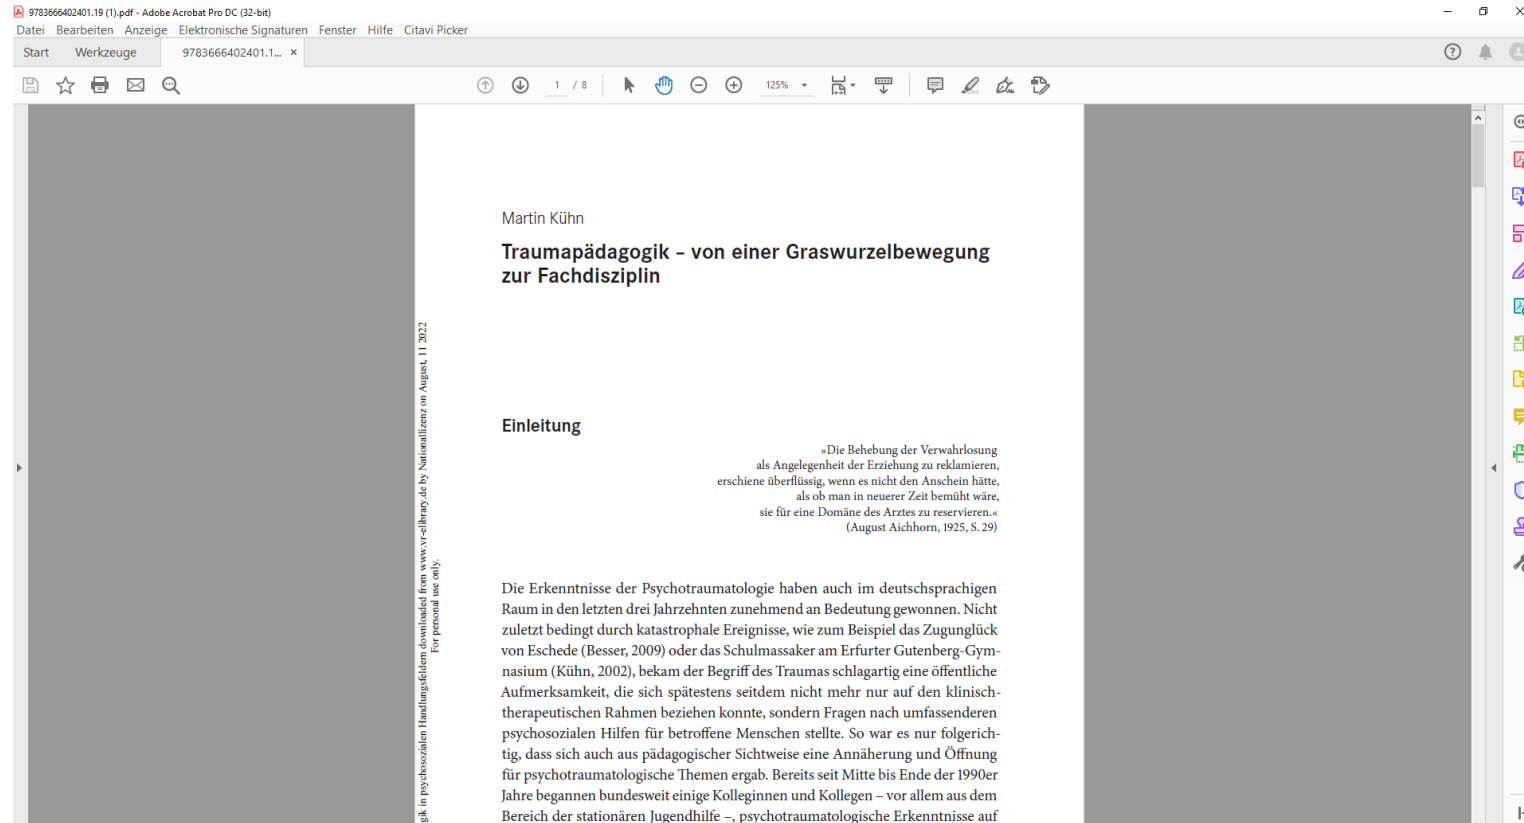 9783666402401.19 (1).pdf - Adobe Acrobat Pro DC (32-bit)
Datei Bearbeiten Anzeige Elektronische Signaturen Fenster Hilfe Citavi Picker
Start Werkzeuge 9783666402401.1... ×
1 / 8 125%
Martin Kühn
Traumapädagogik – von einer Graswurzelbewegung
zur Fachdisziplin
Einleitung
»Die Behebung der Verwahrlosung
als Angelegenheit der Erziehung zu reklamieren,
erschiene überflüssig, wenn es nicht den Anschein hätte,
als ob man in neuerer Zeit bemüht wäre,
sie für eine Domäne des Arztes zu reservieren.«
(August Aichhorn, 1925, S. 29)
Die Erkenntnisse der Psychotraumatologie haben auch im deutschsprachigen
Raum in den letzten drei Jahrzehnten zunehmend an Bedeutung gewonnen. Nicht
zuletzt bedingt durch katastrophale Ereignisse, wie zum Beispiel das Zugunglück
von Eschede (Besser, 2009) oder das Schulmassaker am Erfurter Gutenberg-Gym-
nasium (Kühn, 2002), bekam der Begriff des Traumas schlagartig eine öffentliche
Aufmerksamkeit, die sich spätestens seitdem nicht mehr nur auf den klinisch-
therapeutischen Rahmen beziehen konnte, sondern Fragen nach umfassenderen
psychosozialen Hilfen für betroffene Menschen stellte. So war es nur folgerich-
tig, dass sich auch aus pädagogischer Sichtweise eine Annäherung und Öffnung
für psychotraumatologische Themen ergab. Bereits seit Mitte bis Ende der 1990er
Jahre begannen bundesweit einige Kolleginnen und Kollegen – vor allem aus dem
Bereich der stationären Jugendhilfe –, psychotraumatologische Erkenntnisse auf
gik in psychosozialen Handlungsfeldern downloaded from www.vr-elibrary.de by Nationallizenz on August, 11 2022
For personal use only.